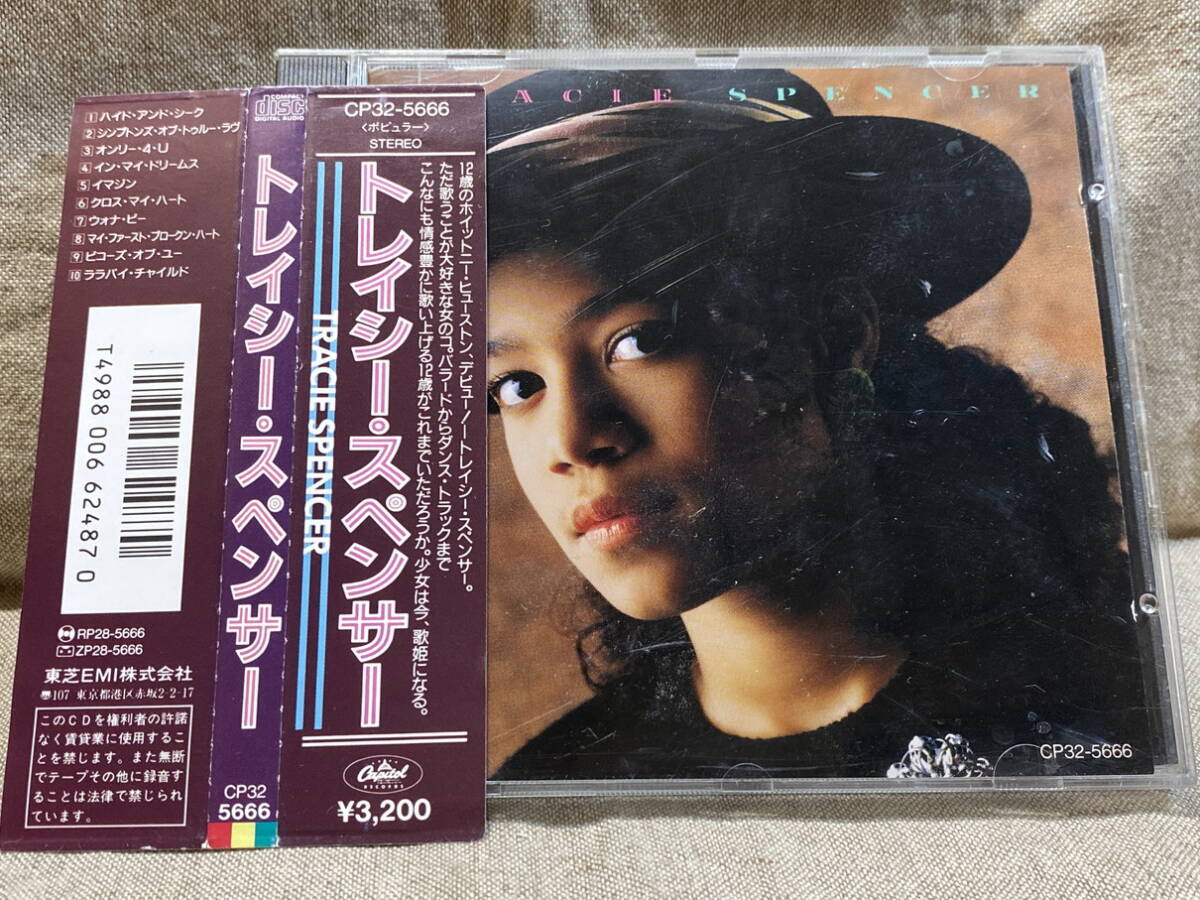 1 ハイド・アンド・シーク
2 シンプトンズ・オブ・トゥルー・ラヴ
3 オンリー・4・U
4 イン・マイ・ドリームス
5 イマジン
6 クロス・マイ・ハート
7 ウォナ・ビー
8 マイ・ファースト・ブロークン・ハート
9 ビコーズ・オブ・ユー
10 ララバイ・チャイルド
T4988 006 62487 0
RP28-5666
ZP28-5666
東芝EMI株式会社
107 東京都港区赤坂2-2-17
このCDを権利者の許諾
なく賃貸業に使用するこ
とを禁じます。また無断
でテープその他に録音す
ることは法律で禁じられ
ています。
COMPACT
disc
DIGITAL AUDIO
トレイシー・スペンサー
CP32
5666
CP32-5666
〈ポピュラー〉
STEREO
12歳のホイットニー・ヒューストン、デビュー!トレイシー・スペンサー。
ただ歌うことが大好きな女のコ。バラードからダンス・トラックまで
こんなにも情感豊かに歌い上げる12歳がこれまでいただろうか。少女は今、歌姫になる。
トレイシー・スペンサー
TRACIE SPENCER
Capitol
RECORDS
¥3,200
ACIE SPENCER
CP32-5666